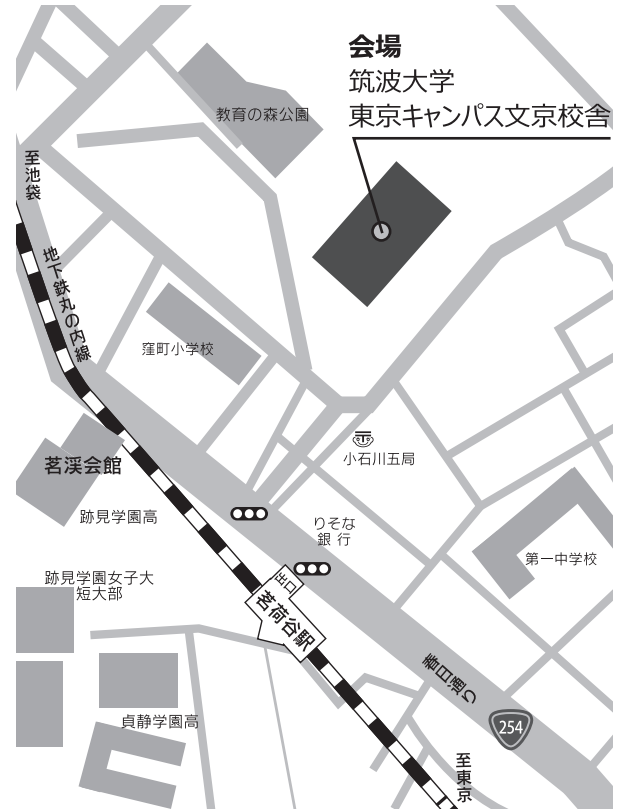 会場
筑波大学
東京キャンパス文京校舎
教育の森公園
至池袋
地下鉄丸の内線
窪町小学校
小石川五局
茗渓会館
りそな
銀行
跡見学園高
第一中学校
跡見学園女子大
短大部
出口
茗荷谷駅
春日通り
貞静学園高
254
至東京